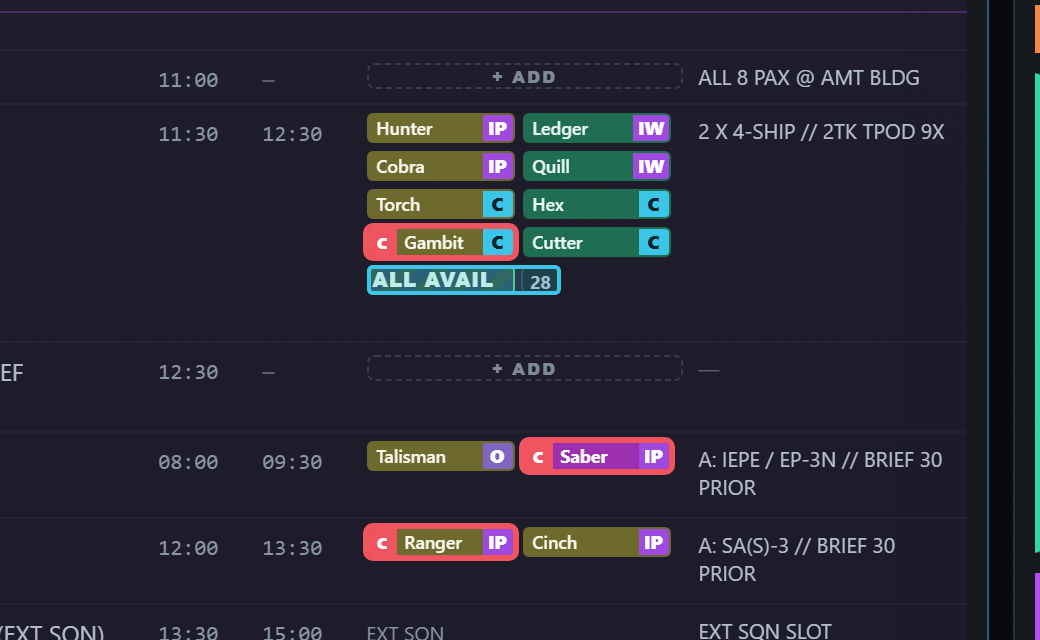 11:00 — + ADD ALL 8 PAX @ AMT BLDG
11:30 12:30 Hunter IP Ledger IW 2 X 4-SHIP // 2TK TPOD 9X
Cobra IP Quill IW
Torch C Hex C
c Gambit C Cutter C
ALL AVAIL 28
EF 12:30 — + ADD —
08:00 09:30 Talisman O c Saber IP A: IEPE / EP-3N // BRIEF 30
PRIOR
12:00 13:30 c Ranger IP Cinch IP A: SA(S)-3 // BRIEF 30
PRIOR
(EXT SQN) 13:30 15:00 EXT SQN EXT SQN SLOT